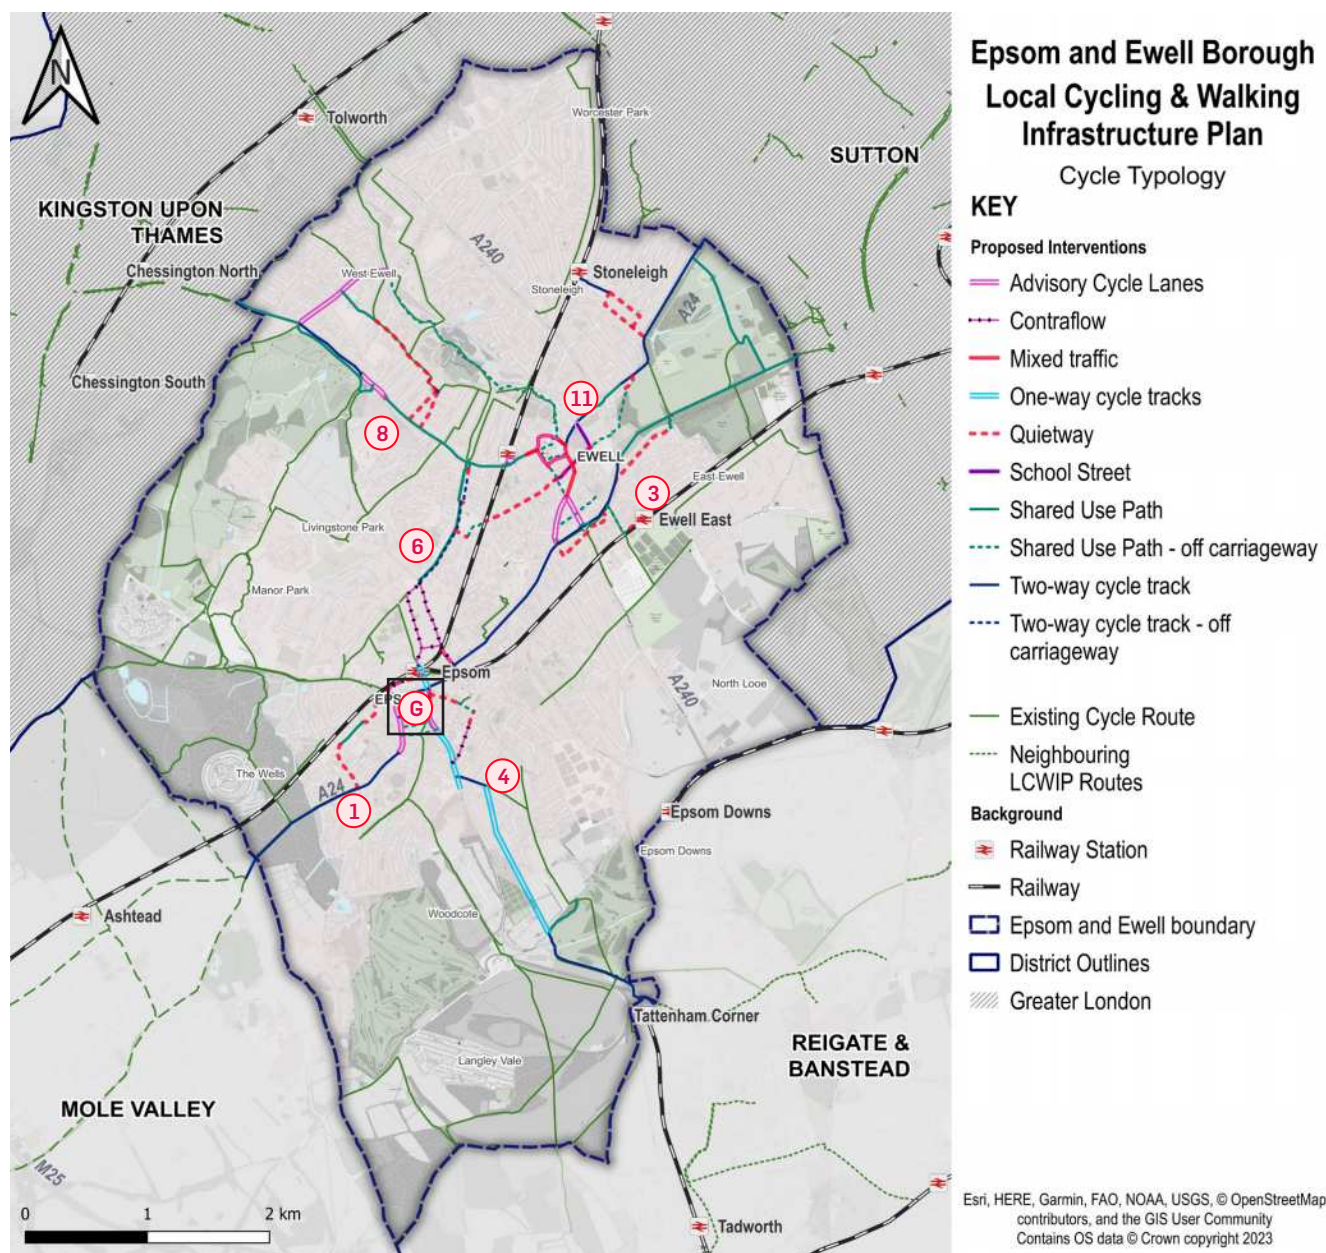 Epsom and Ewell Borough
Local Cycling & Walking
Infrastructure Plan
Cycle Typology
KEY
Proposed Interventions
Advisory Cycle Lanes
Contraflow
Mixed traffic
One-way cycle tracks
Quietway
School Street
Shared Use Path
Shared Use Path - off carriageway
Two-way cycle track
Two-way cycle track - off
carriageway
Existing Cycle Route
Neighbouring
LCWIP Routes
Background
Railway Station
Railway
Epsom and Ewell boundary
District Outlines
Greater London
Esri, HERE, Garmin, FAO, NOAA, USGS, © OpenStreetMap
contributors, and the GIS User Community
Contains OS data © Crown copyright 2023
N
Tolworth
Worcester Park
SUTTON
KINGSTON UPON
THAMES
Chessington North
West Ewell
A240
Stoneleigh
Stoneleigh
A24
Chessington South
11
8
EWELL
East Ewell
3
Ewell East
Livingstone Park
6
Manor Park
Epsom
EPS
G
North Looe
A240
The Wells
A24
4
1
Epsom Downs
Epsom Downs
Ashtead
Woodcote
Tattenham Corner
REIGATE &
BANSTEAD
Langley Vale
MOLE VALLEY
M25
0 1 2 km
Tadworth